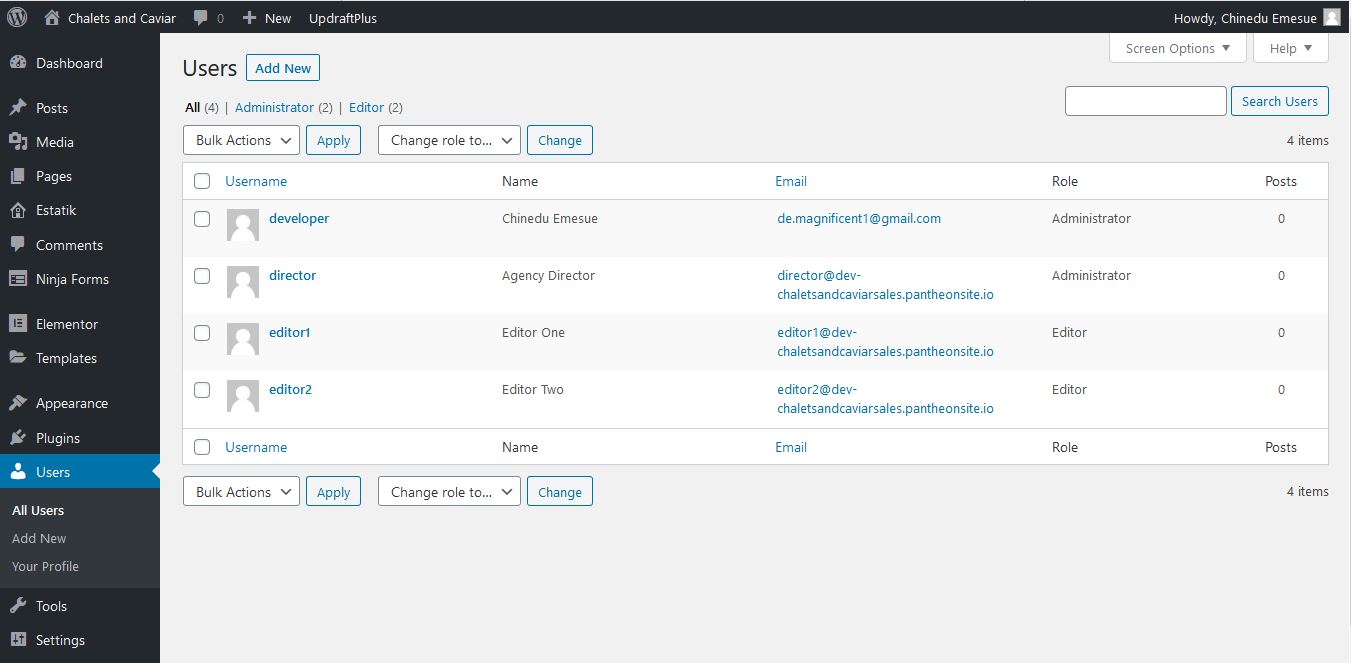 Chalets and Caviar 0 New UpdraftPlus Howdy, Chinedu Emesue
Dashboard
Posts
Media
Pages
Estatik
Comments
Ninja Forms
Elementor
Templates
Appearance
Plugins
Users
All Users
Add New
Your Profile
Tools
Settings
Screen Options Help
Users Add New
All (4) | Administrator (2) | Editor (2)
Search Users
Bulk Actions Apply Change role to... Change 4 items
Username Name Email Role Posts
developer Chinedu Emesue de.magnificent1@gmail.com Administrator 0
director Agency Director director@dev- Administrator 0
chaletsandcaviarsales.pantheonsite.io
editor1 Editor One editor1@dev- Editor 0
chaletsandcaviarsales.pantheonsite.io
editor2 Editor Two editor2@dev- Editor 0
chaletsandcaviarsales.pantheonsite.io
Username Name Email Role Posts
Bulk Actions Apply Change role to... Change 4 items